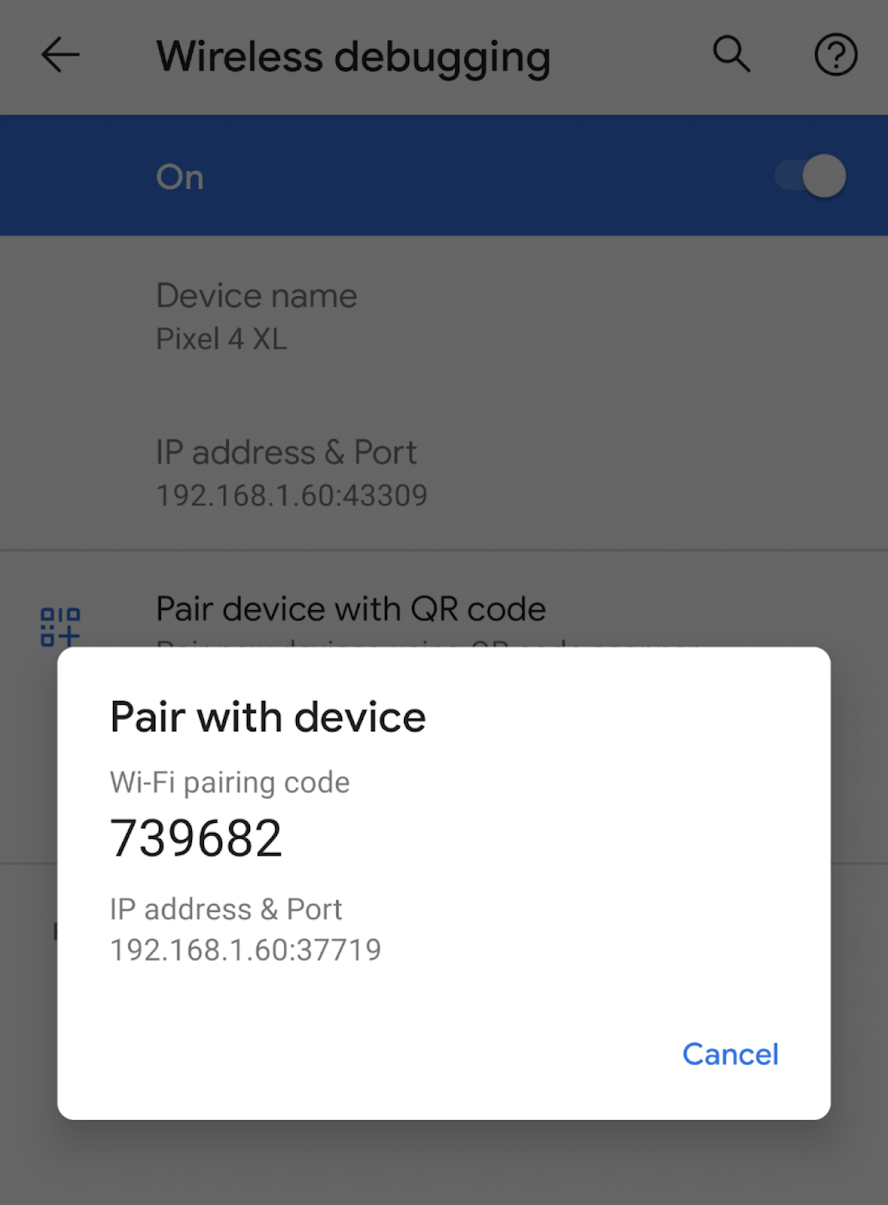 Wireless debugging
On
Device name
Pixel 4 XL
IP address & Port
192.168.1.60:43309
Pair device with QR code
Pair with device
Wi-Fi pairing code
739682
IP address & Port
192.168.1.60:37719
Cancel